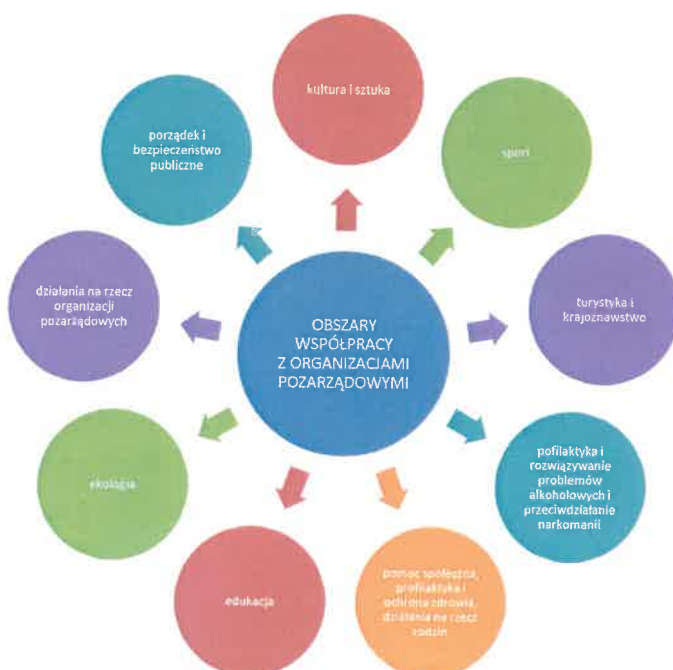 kultura i sztuka
sport
turystyka i
krajoznawstwo
pofilaktyka i
rozwiązywanie
problemów
alkoholowych i
przeciwdziałanie
narkomanii
pomoc społeczna,
profilaktyka i
ochrona zdrowia,
działania na rzecz
rodzin
edukacja
ekologia
działania na rzecz
organizacji
pozarządowych
porządek i
bezpieczeństwo
publiczne
OBSZARY
WSPÓŁPRACY
Z ORGANIZACJAMI
POZARZĄDOWYMI